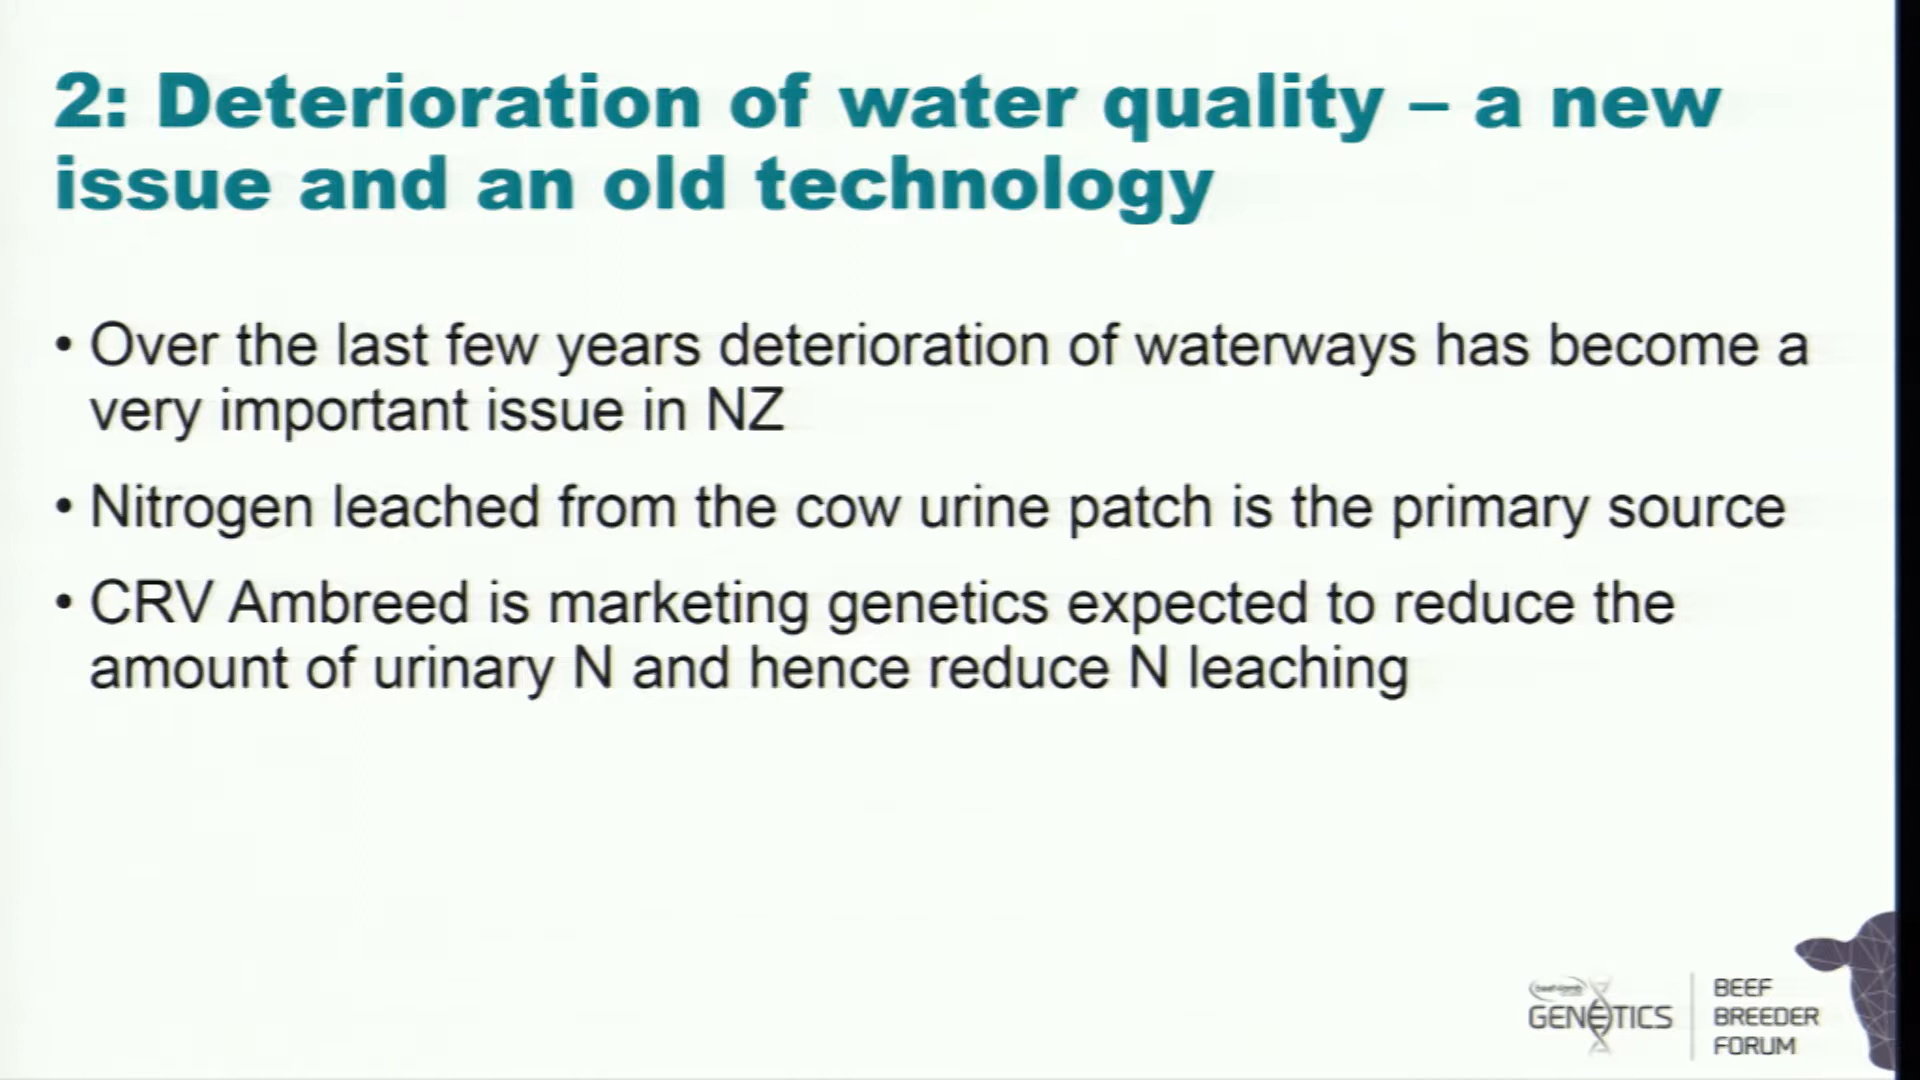 2: Deterioration of water quality – a new
issue and an old technology
• Over the last few years deterioration of waterways has become a
very important issue in NZ
• Nitrogen leached from the cow urine patch is the primary source
• CRV Ambreed is marketing genetics expected to reduce the
amount of urinary N and hence reduce N leaching
GENETICS
BEEF
BREEDER
FORUM